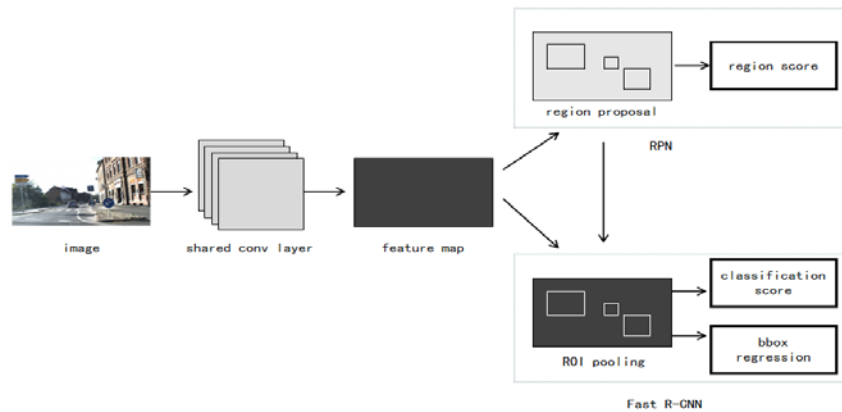 region score
region proposal
RPN
image
shared conv layer
feature map
classification
score
bbox
regression
ROI pooling
Fast R-CNN